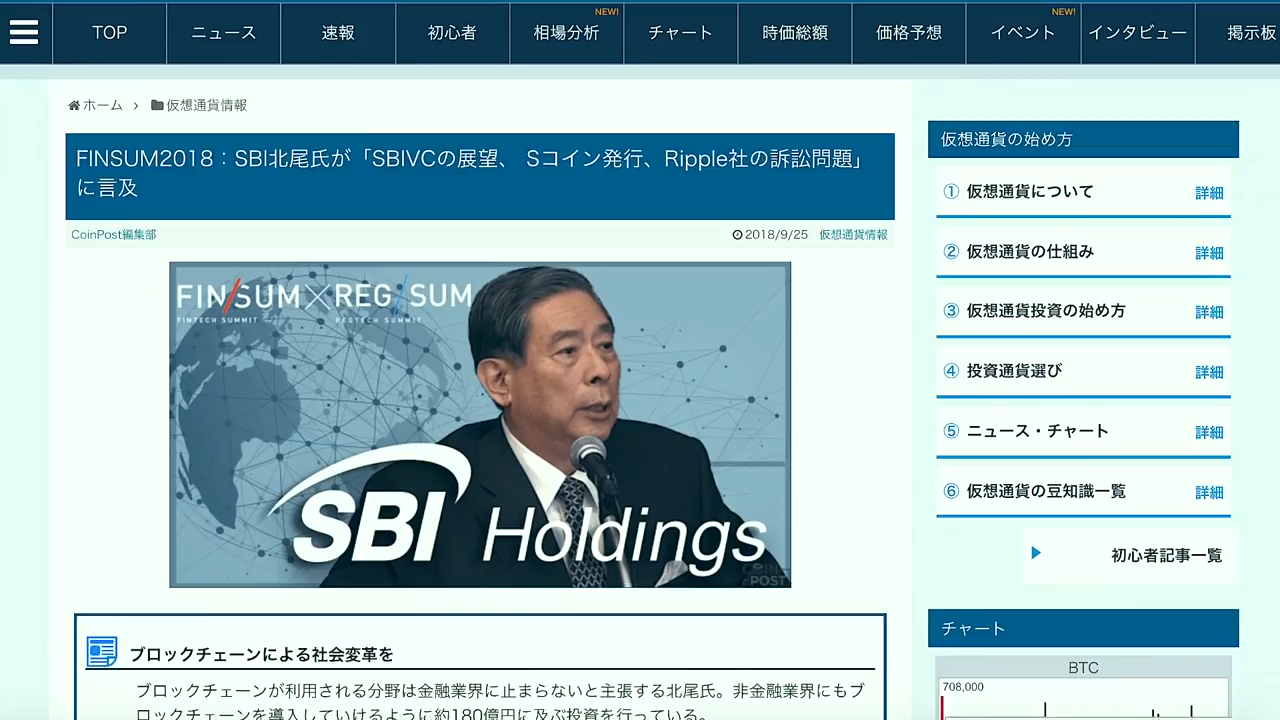 TOP
ニュース
速報
初心者
NEW!
相場分析
チャート
時価総額
価格予想
NEW!
イベント
インタビュー
掲示板
ホーム
仮想通貨情報
FINSUM2018：SBI北尾氏が「SBIVCの展望、 Sコイン発行、Ripple社の訴訟問題」
に言及
CoinPost編集部
2018/9/25 仮想通貨情報
FIN/SUM×REG/SUM
FINTECH SUMMIT
REGTECH SUMMIT
SBI Holdings
COIN
POST
ブロックチェーンによる社会変革を
ブロックチェーンが利用される分野は金融業界に止まらないと主張する北尾氏。非金融業界にもブ
ロックチェーンを導入していけるように約180億円に及ぶ投資を行っている。
仮想通貨の始め方
① 仮想通貨について 詳細
② 仮想通貨の仕組み 詳細
③ 仮想通貨投資の始め方 詳細
④ 投資通貨選び 詳細
⑤ ニュース・チャート 詳細
⑥ 仮想通貨の豆知識一覧 詳細
初心者記事一覧
チャート
BTC
708,000